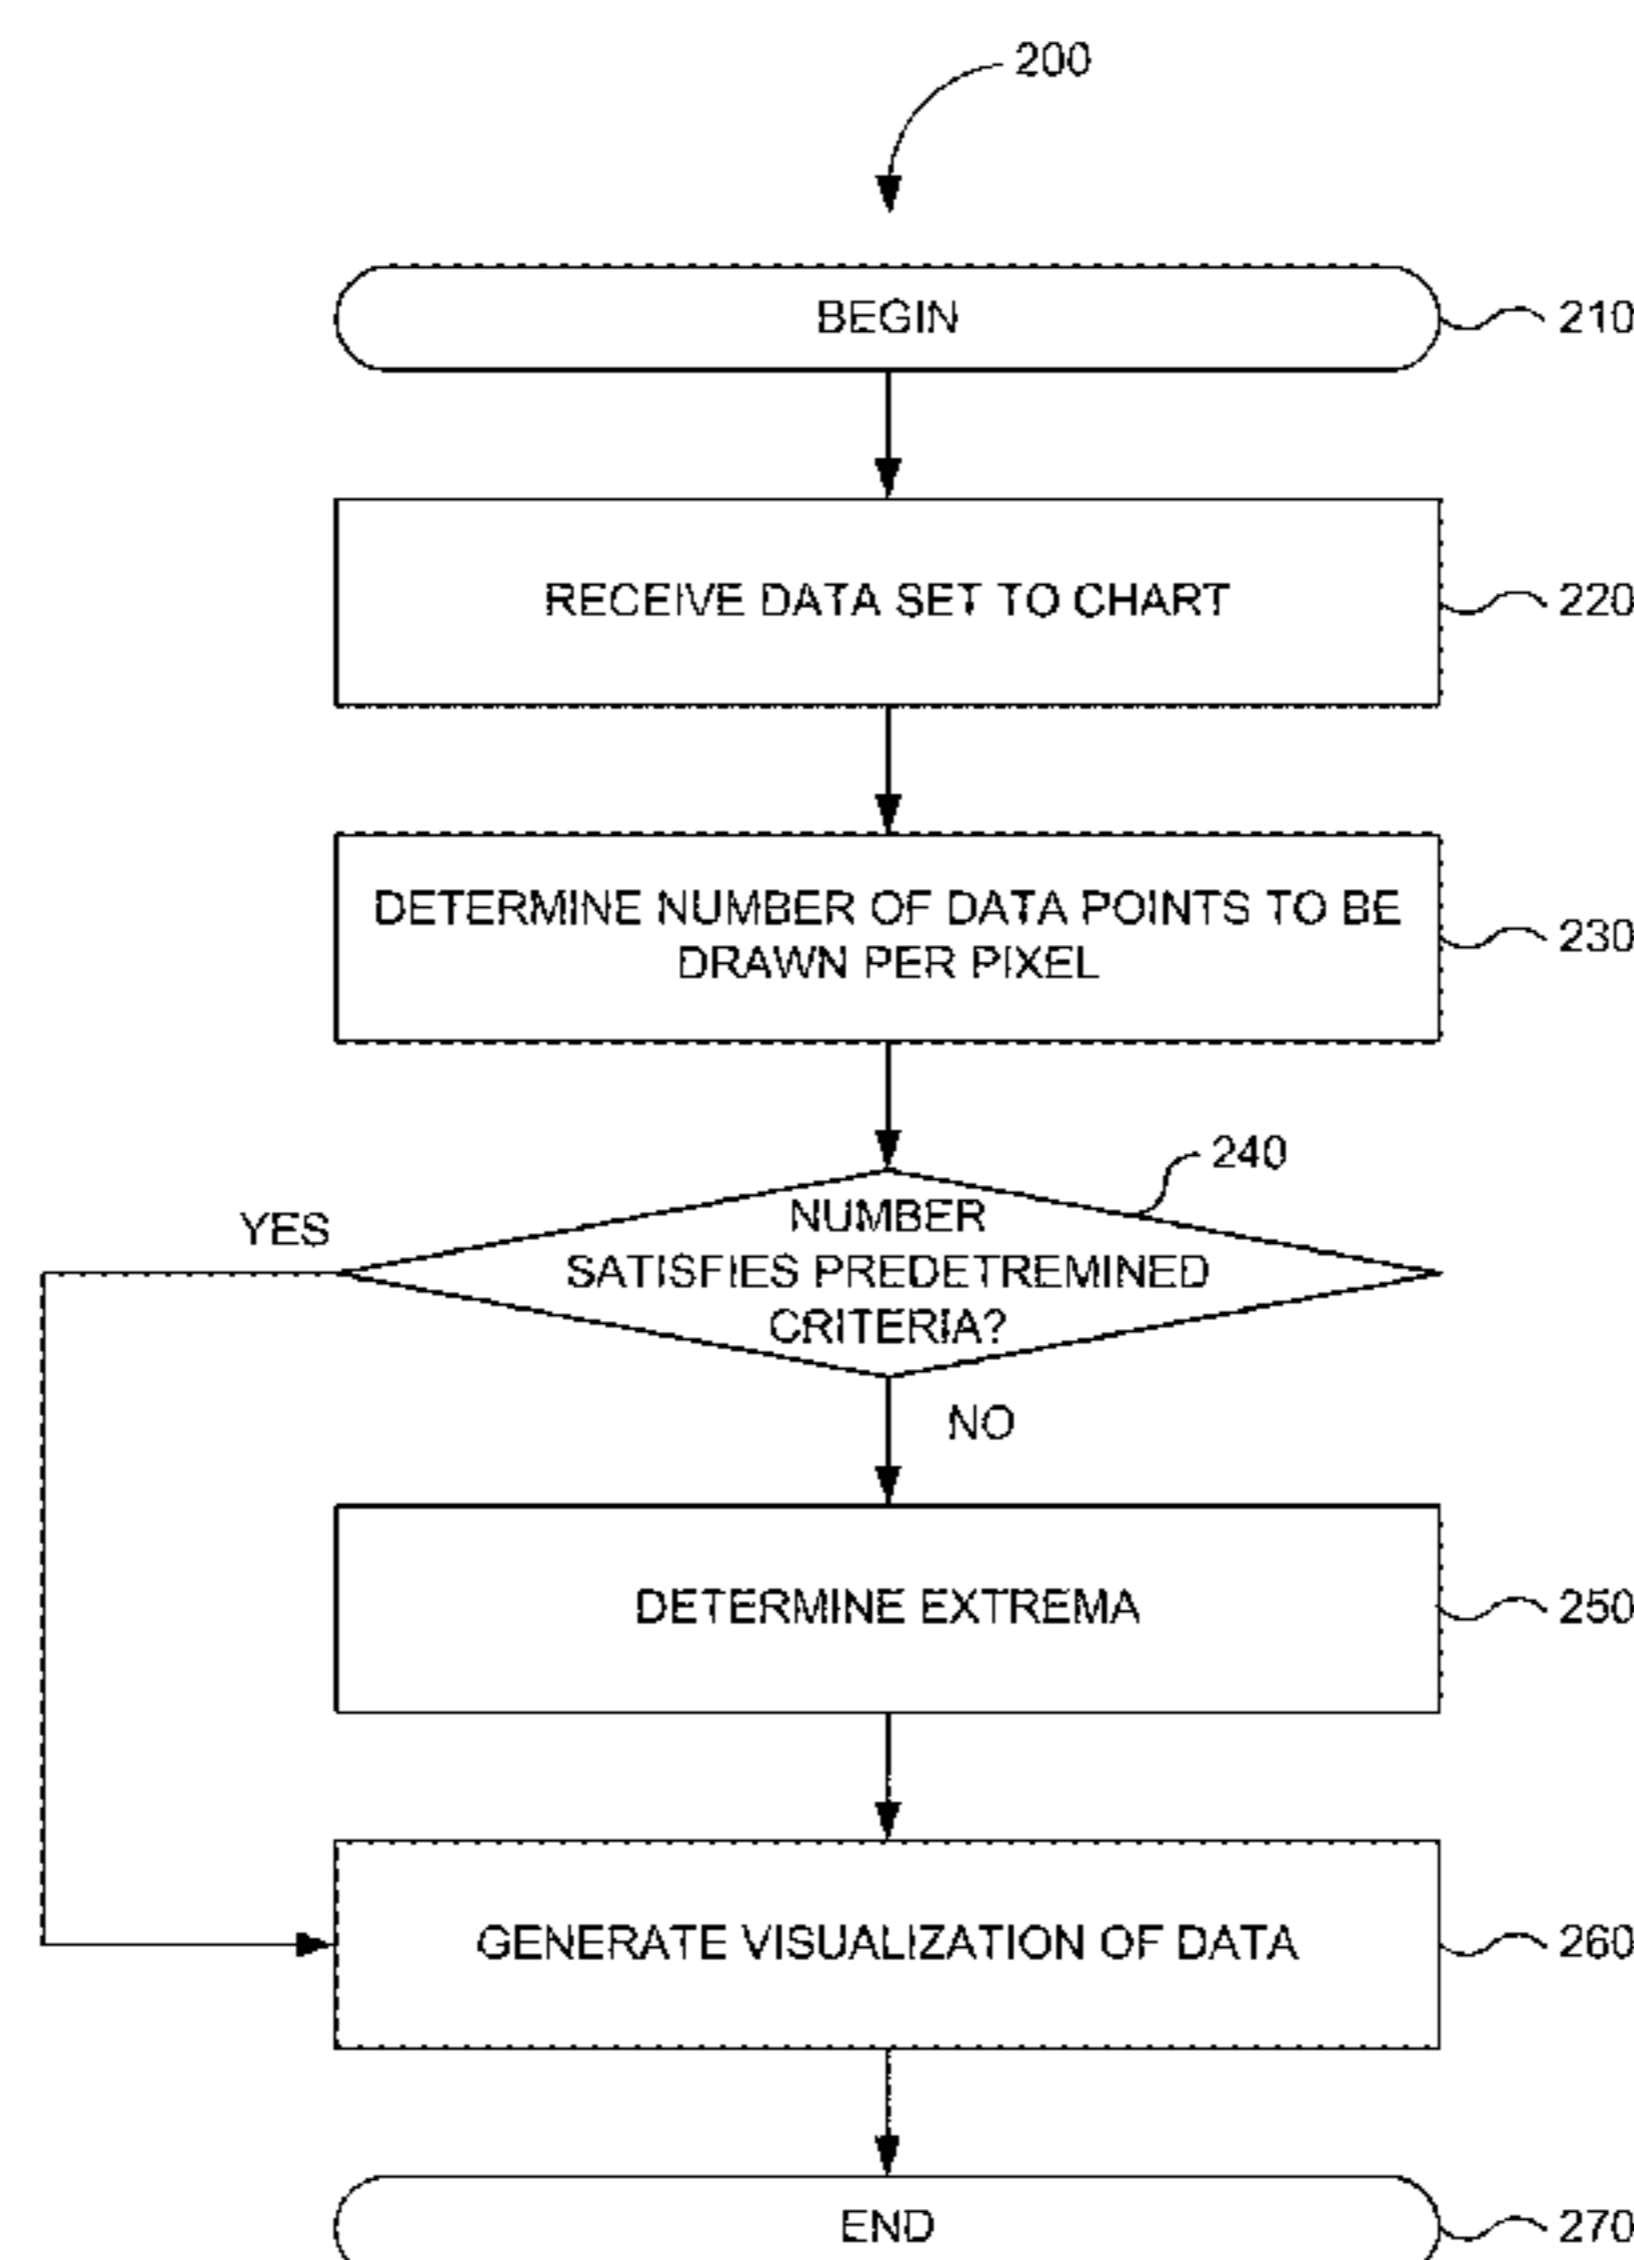 200
BEGIN
210
RECEIVE DATA SET TO CHART
220
DETERMINE NUMBER OF DATA POINTS TO BE
DRAWN PER PIXEL
230
240
YES
NUMBER
SATISFIES PREDETREMINED
CRITERIA?
NO
DETERMINE EXTREMA
250
GENERATE VISUALIZATION OF DATA
260
END
270